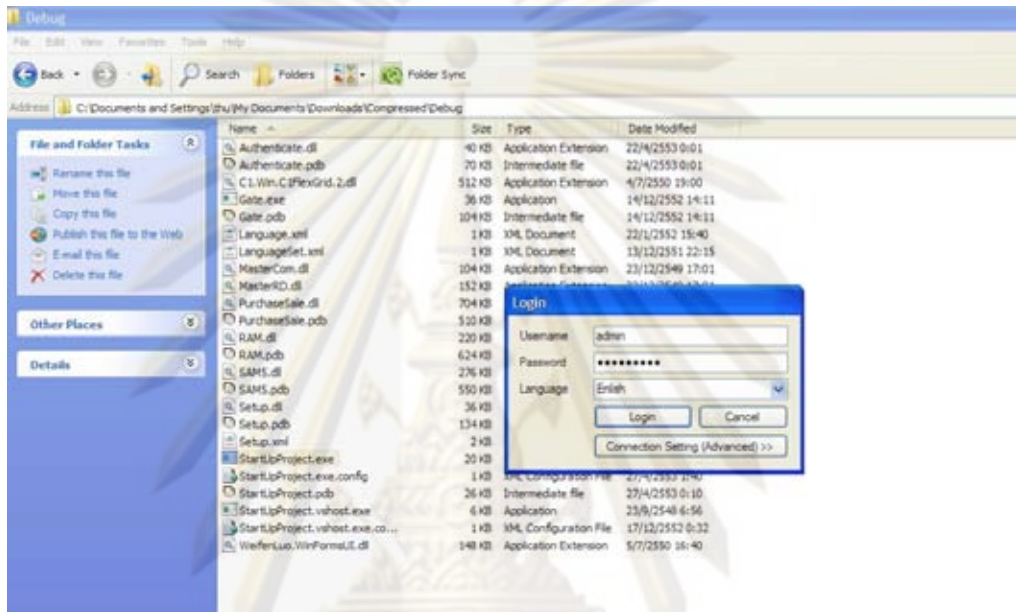 Debug
File Edit View Favorites Tools Help
Back Search Folders Folder Sync
Address C:\Documents and Settings\thu\My Documents\Downloads\Compressed\Debug
File and Folder Tasks
Rename this file
Move this file
Copy this file
Publish this file to the Web
E-mail this file
Delete this file
Other Places
Details
Name Size Type Date Modified
Authenticate.dll 40 KB Application Extension 22/4/2553 0:01
Authenticate.pdb 70 KB Intermediate file 22/4/2553 0:01
C1.Win.C1FlexGrid.2.dll 512 KB Application Extension 4/7/2550 19:00
Gate.exe 36 KB Application 14/12/2552 14:11
Gate.pdb 104 KB Intermediate file 14/12/2552 14:11
Language.xml 1 KB XML Document 22/1/2552 15:40
LanguageSet.xml 1 KB XML Document 13/12/2551 22:15
MasterCom.dll 104 KB Application Extension 23/12/2549 17:01
MasterRD.dll 152 KB
PurchaseSale.dll 704 KB
PurchaseSale.pdb 510 KB
RAM.dll 220 KB
RAM.pdb 624 KB
SAMS.dll 276 KB
SAMS.pdb 550 KB
Setup.dll 36 KB
Setup.pdb 134 KB
Setup.xml 2 KB
StartUpProject.exe 20 KB
StartUpProject.exe.config 1 KB XML Configuration File 27/4/2553 1:40
StartUpProject.pdb 26 KB Intermediate file 27/4/2553 0:10
StartUpProject.vshost.exe 6 KB Application 23/9/2548 6:56
StartUpProject.vshost.exe.co... 1 KB XML Configuration File 17/12/2552 0:32
WeifenLuo.WinFormsUI.dll 148 KB Application Extension 5/7/2550 16:40
Login
Username admin
Password •••••••••
Language Enlish
Login Cancel
Connection Setting (Advanced) >>